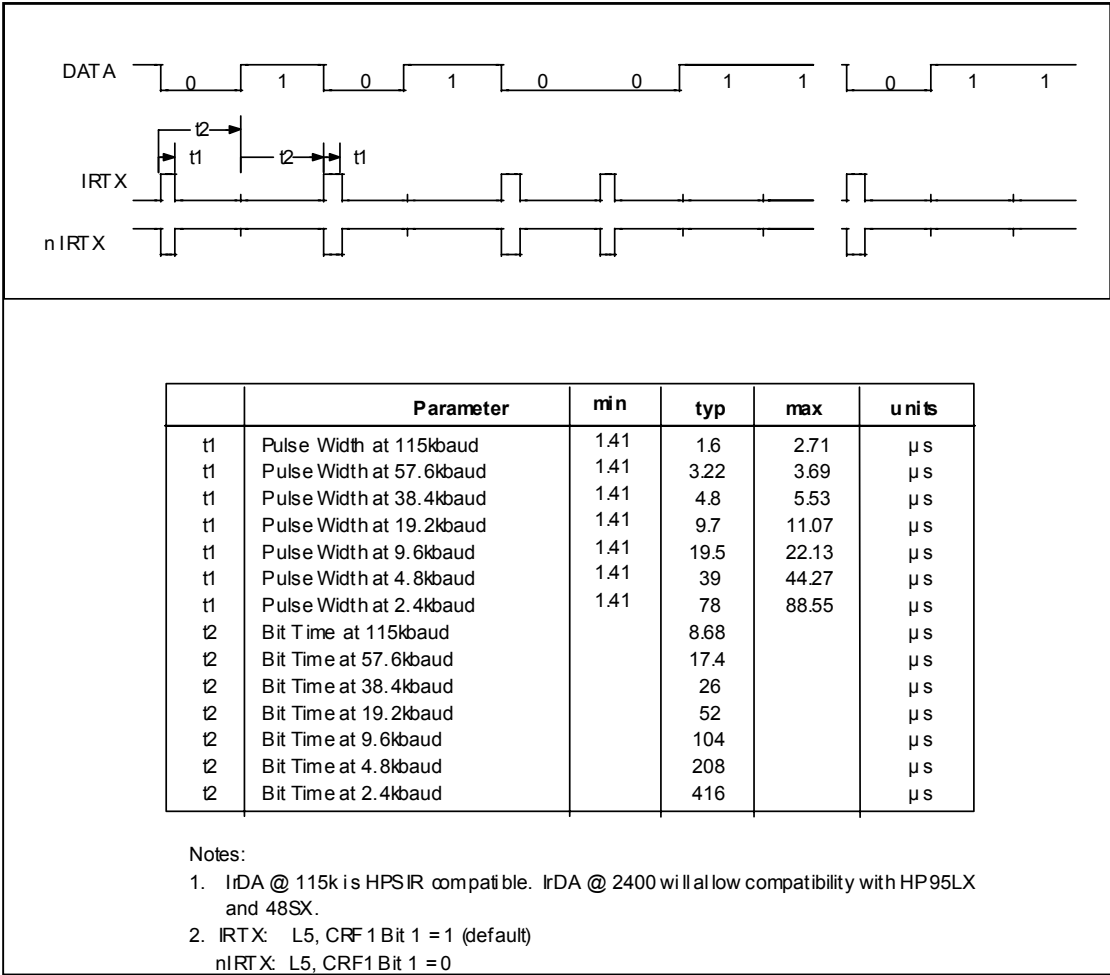 DATA 0 1 0 1 0 0 1 1 0 1 1
t2
t1 t2 t1
IRTX
nIRTX
Parameter min typ max units
t1 Pulse Width at 115kbaud 1.41 1.6 2.71 µs
t1 Pulse Width at 57.6kbaud 1.41 3.22 3.69 µs
t1 Pulse Width at 38.4kbaud 1.41 4.8 5.53 µs
t1 Pulse Width at 19.2kbaud 1.41 9.7 11.07 µs
t1 Pulse Width at 9.6kbaud 1.41 19.5 22.13 µs
t1 Pulse Width at 4.8kbaud 1.41 39 44.27 µs
t1 Pulse Width at 2.4kbaud 1.41 78 88.55 µs
t2 Bit Time at 115kbaud 8.68 µs
t2 Bit Time at 57.6kbaud 17.4 µs
t2 Bit Time at 38.4kbaud 26 µs
t2 Bit Time at 19.2kbaud 52 µs
t2 Bit Time at 9.6kbaud 104 µs
t2 Bit Time at 4.8kbaud 208 µs
t2 Bit Time at 2.4kbaud 416 µs
Notes:
1. IrDA @ 115k is HPSIR compatible. IrDA @ 2400 will allow compatibility with HP95LX
and 48SX.
2. IRTX: L5, CRF1 Bit 1 = 1 (default)
nIRTX: L5, CRF1 Bit 1 = 0